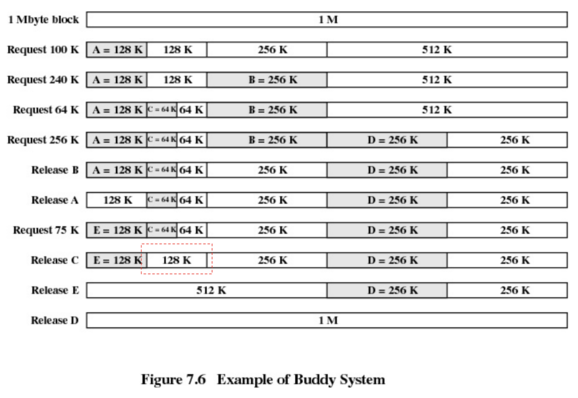 1 Mbyte block 1 M
Request 100 K A = 128 K 128 K 256 K 512 K
Request 240 K A = 128 K 128 K B = 256 K 512 K
Request 64 K A = 128 K C = 64 K 64 K B = 256 K 512 K
Request 256 K A = 128 K C = 64 K 64 K B = 256 K D = 256 K 256 K
Release B A = 128 K C = 64 K 64 K 256 K D = 256 K 256 K
Release A 128 K C = 64 K 64 K 256 K D = 256 K 256 K
Request 75 K E = 128 K C = 64 K 64 K 256 K D = 256 K 256 K
Release C E = 128 K 128 K 256 K D = 256 K 256 K
Release E 512 K D = 256 K 256 K
Release D 1 M
Figure 7.6 Example of Buddy System